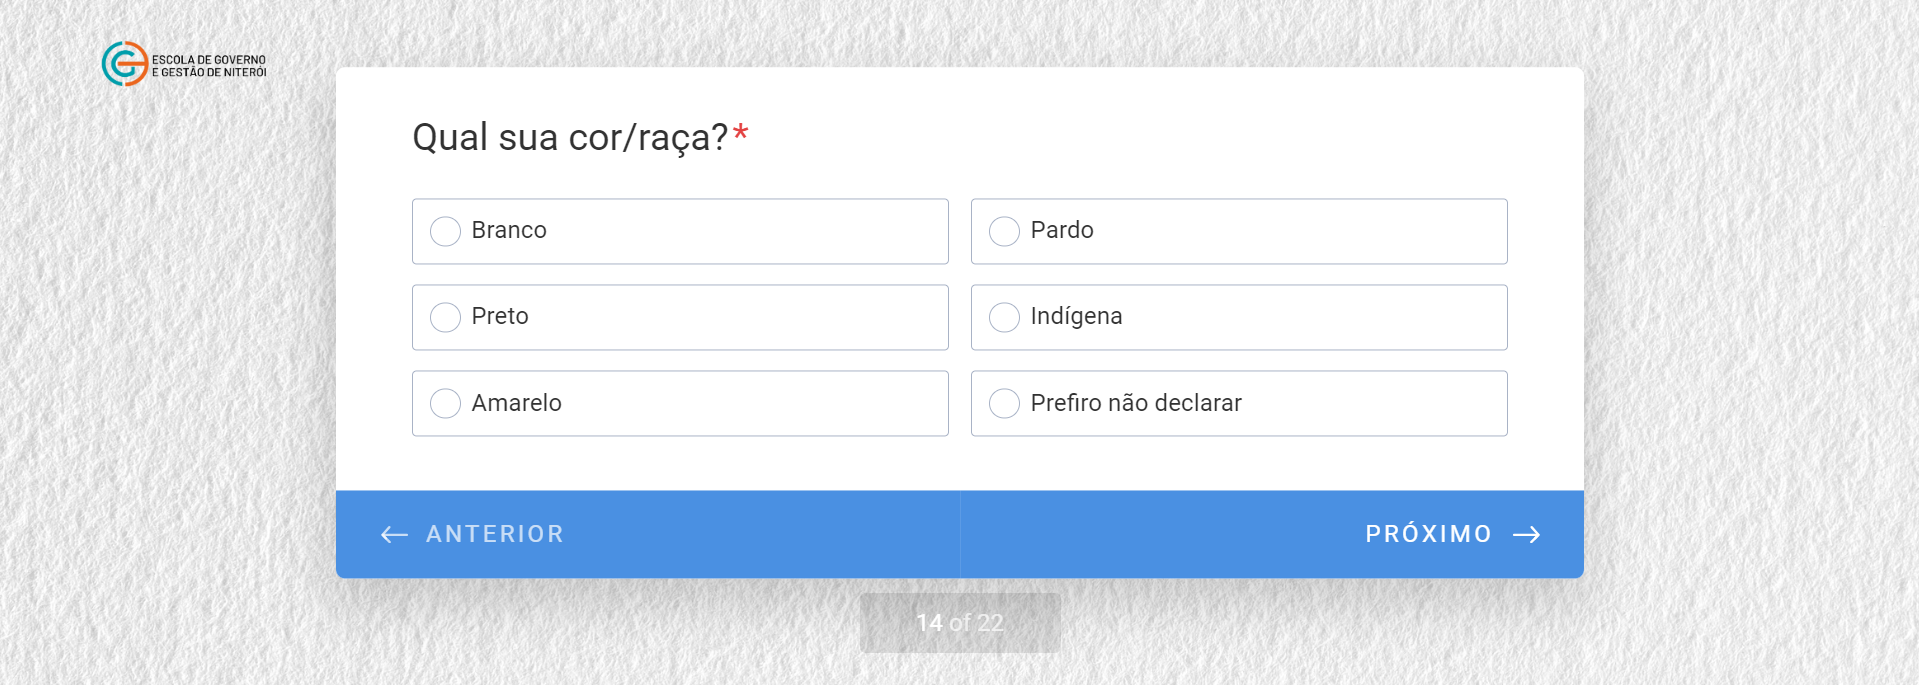 ESCOLA DE GOVERNO
E GESTÃO DE NITERÓI
Qual sua cor/raça?*
Branco
Pardo
Preto
Indígena
Amarelo
Prefiro não declarar
ANTERIOR
PRÓXIMO
14 of 22